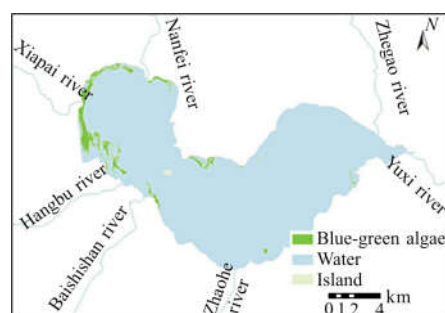 N
Nanfei river
Zhegao river
Xiapai river
Hangbu river
Yuxi river
Baishishan river
Zhaohe
river
Blue-green algae
Water
Island
0 1 2 4 km